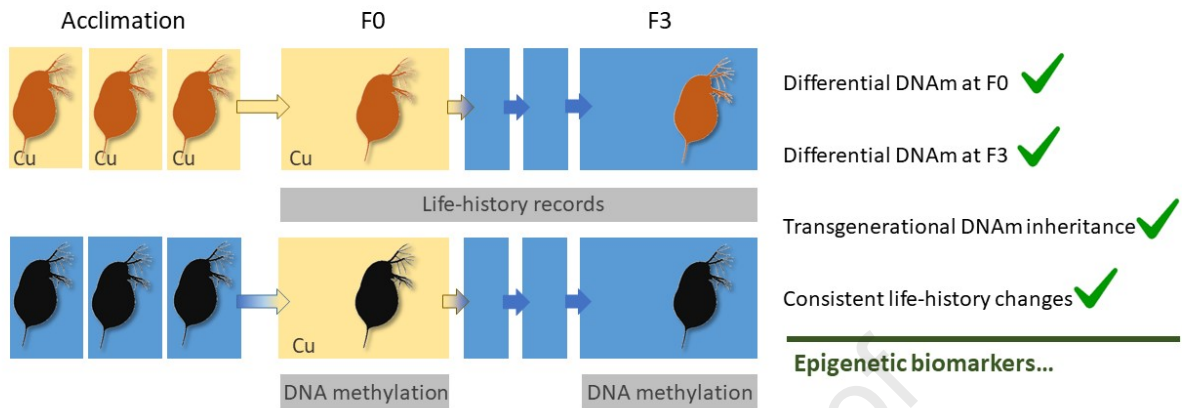 Acclimation F0 F3
Cu Cu Cu Cu
Life-history records
Cu
DNA methylation DNA methylation
Differential DNAm at F0
Differential DNAm at F3
Transgenerational DNAm inheritance
Consistent life-history changes
Epigenetic biomarkers...